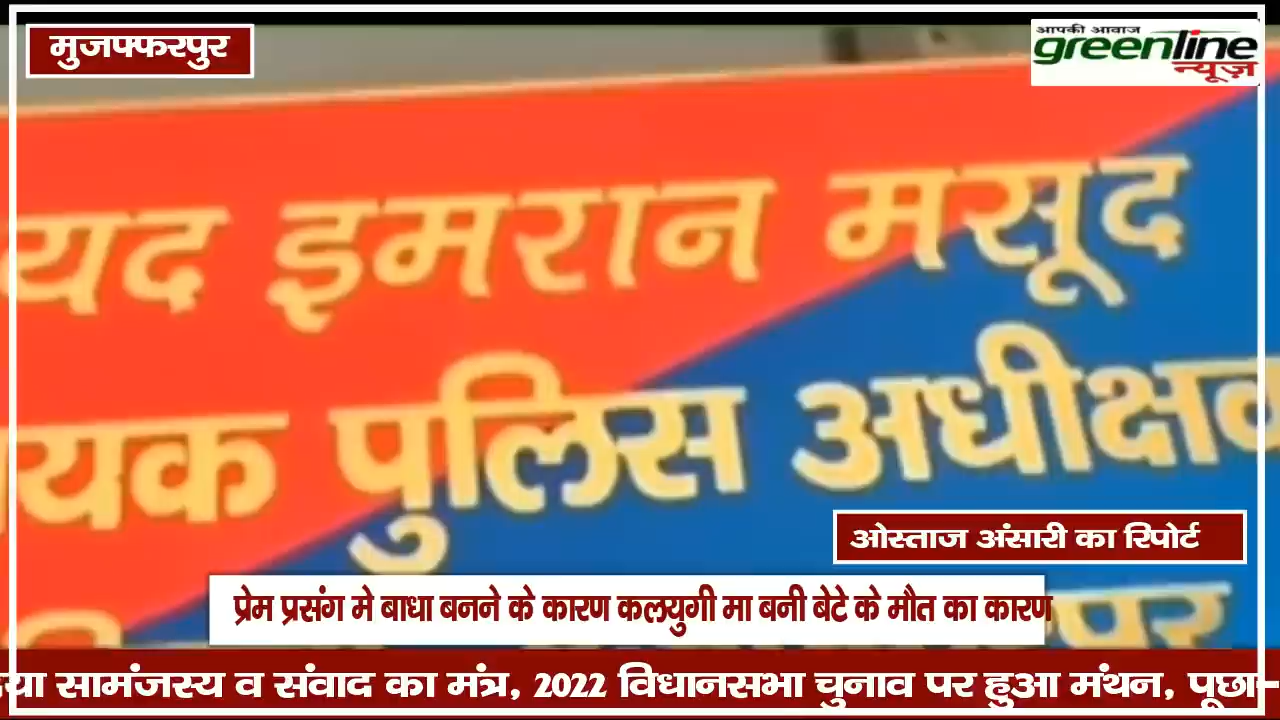 मुजफ्फरपुर
आपकी आवाज
greenline
न्यूज़
यद इमरान मसूद
यक पुलिस अधीक्षक
ओस्ताज अंसारी का रिपोर्ट
प्रेम प्रसंग मे बाधा बनने के कारण कलयुगी मा बनी बेटे के मौत का कारण
सामंजस्य व संवाद का मंत्र, 2022 विधानसभा चुनाव पर हुआ मंथन, पूछा-